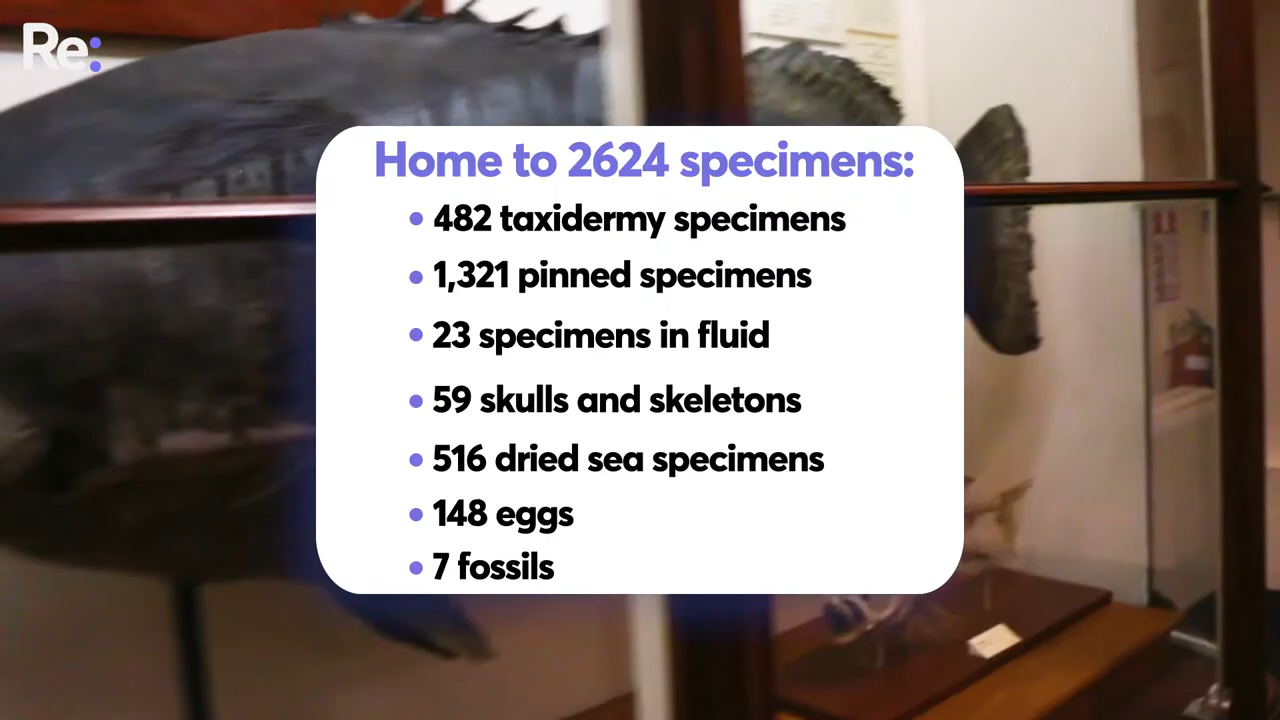 Re:
Home to 2624 specimens:
• 482 taxidermy specimens
• 1,321 pinned specimens
• 23 specimens in fluid
• 59 skulls and skeletons
• 516 dried sea specimens
• 148 eggs
• 7 fossils